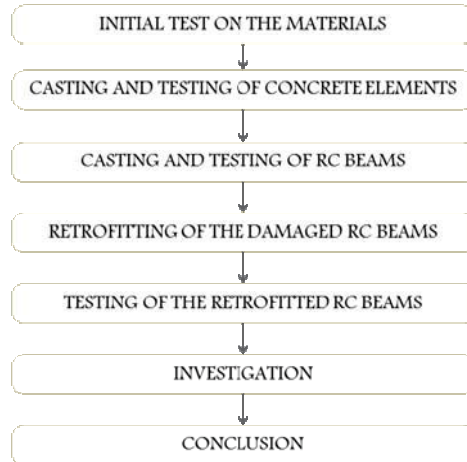 INITIAL TEST ON THE MATERIALS
CASTING AND TESTING OF CONCRETE ELEMENTS
CASTING AND TESTING OF RC BEAMS
RETROFITTING OF THE DAMAGED RC BEAMS
TESTING OF THE RETROFITTED RC BEAMS
INVESTIGATION
CONCLUSION